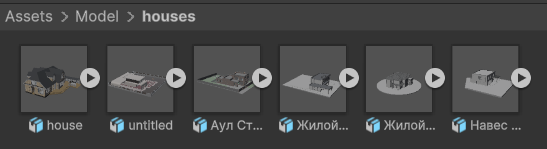 Assets > Model > houses
house untitled Аул Ст... Жилой... Жилой... Навес ...